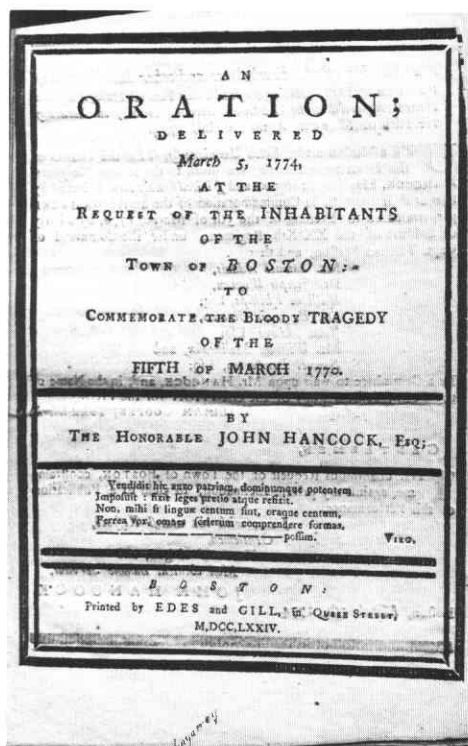 AN
ORATION;
DELIVERED
March 5, 1774,
AT THE
REQUEST OF THE INHABITANTS
OF THE
TOWN OF BOSTON:
TO
COMMEMORATE THE BLOODY TRAGEDY
OF THE
FIFTH OF MARCH 1770.
BY
THE HONORABLE JOHN HANCOCK, ESQ;
Vendidit hic auro patriam, dominumque potentem
Imposuit: fixit leges pretio atque refixit.
Non, mihi si linguæ centum sint, oraque centum,
Ferrea vox, omnes scelerum comprendere formas,
possim. VIRG.
BOSTON:
Printed by EDES and GILL, in QUEEN STREET,
M,DCC,LXXIV.